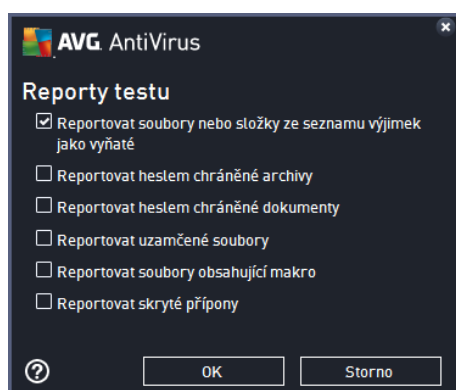 AVG. AntiVirus
Reporty testu
Reportovat soubory nebo složky ze seznamu výjimek
jako vyňaté
Reportovat heslem chráněné archivy
Reportovat heslem chráněné dokumenty
Reportovat uzamčené soubory
Reportovat soubory obsahující makro
Reportovat skryté přípony
?
OK
Storno